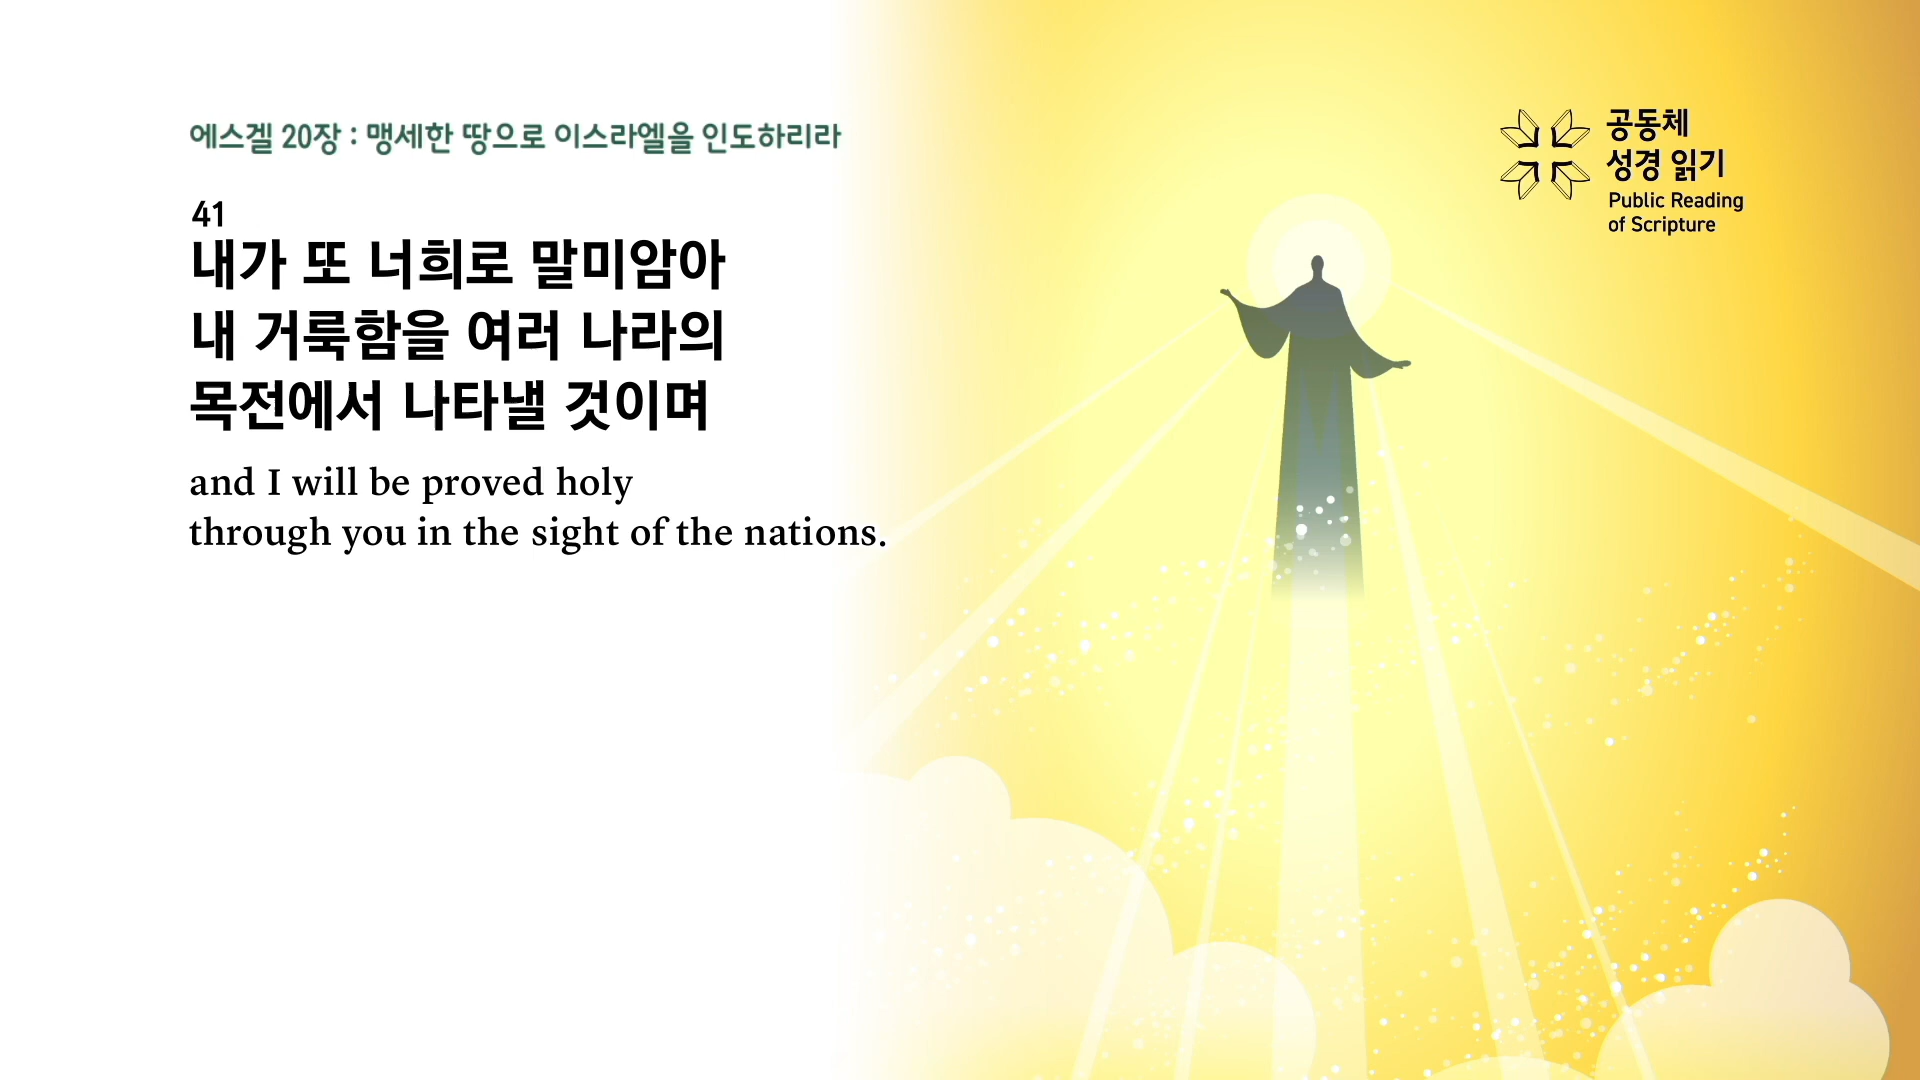 에스겔 20장 : 맹세한 땅으로 이스라엘을 인도하리라
41
내가 또 너희로 말미암아
내 거룩함을 여러 나라의
목전에서 나타낼 것이며
and I will be proved holy
through you in the sight of the nations.
공동체
성경 읽기
Public Reading
of Scripture